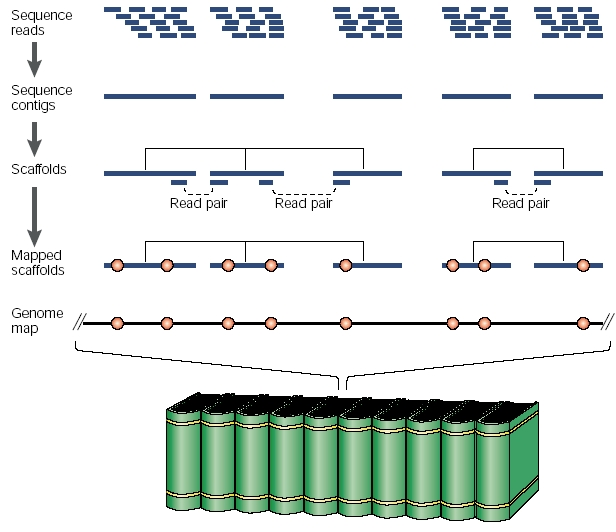 Sequence
reads
Sequence
contigs
Scaffolds
Read pair
Read pair
Read pair
Mapped
scaffolds
Genome
map